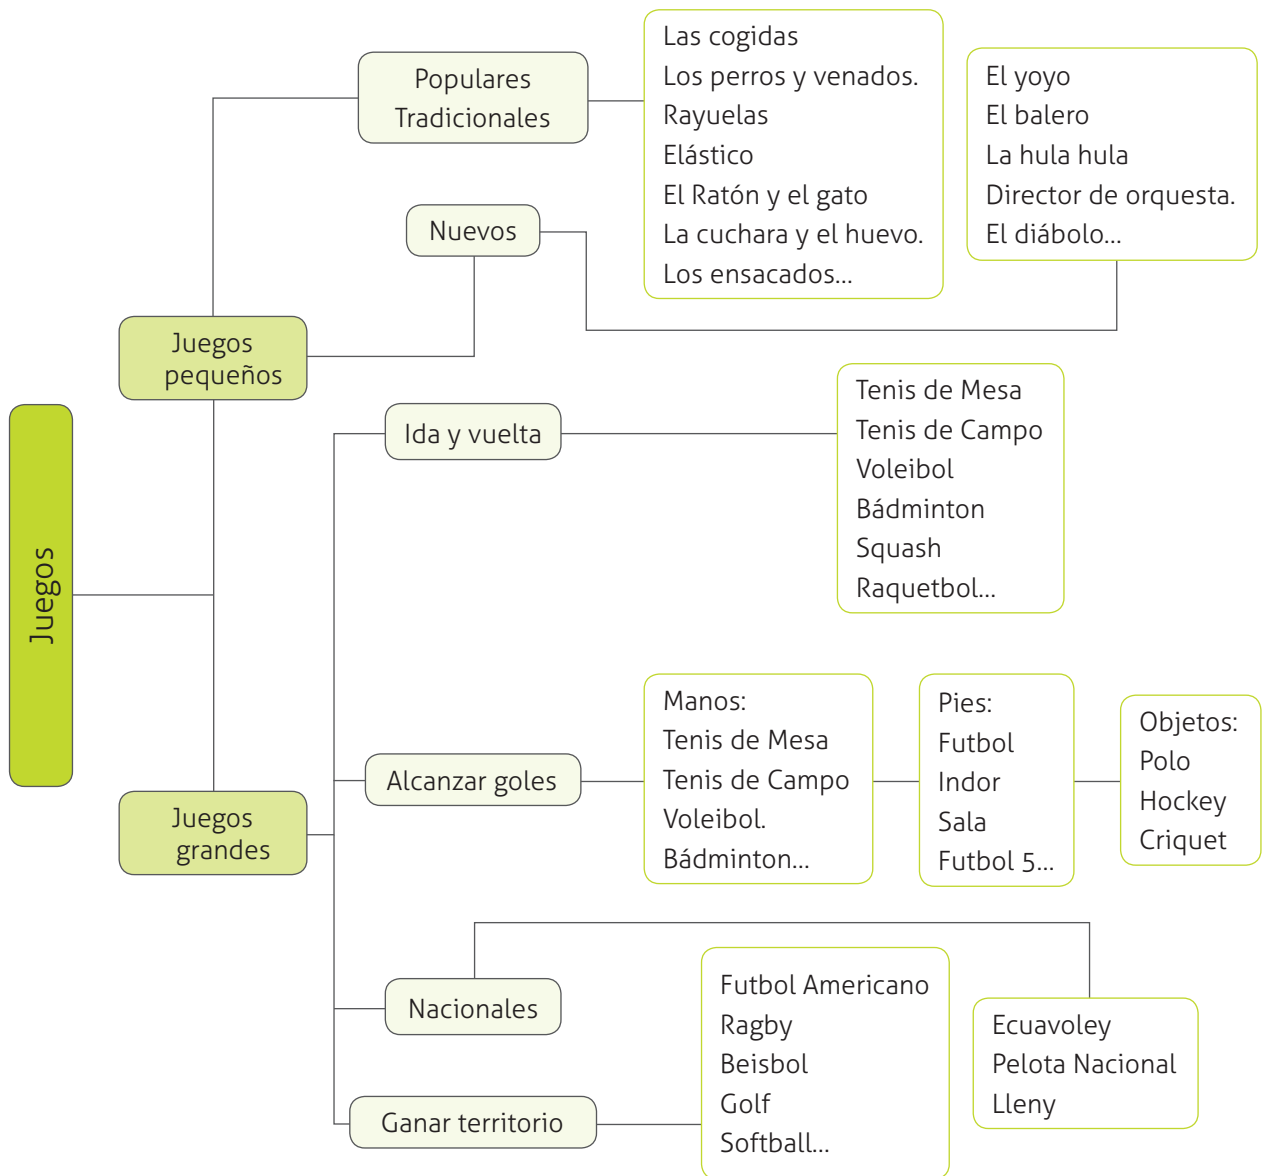 Juegos
Juegos
pequeños
Populares
Tradicionales
Las cogidas
Los perros y venados.
Rayuelas
Elástico
El Ratón y el gato
La cuchara y el huevo.
Los ensacados...
Nuevos
El yoyo
El balero
La hula hula
Director de orquesta.
El diábolo...
Juegos
grandes
Ida y vuelta
Tenis de Mesa
Tenis de Campo
Voleibol
Bádminton
Squash
Raquetbol...
Alcanzar goles
Manos:
Tenis de Mesa
Tenis de Campo
Voleibol.
Bádminton...
Pies:
Futbol
Indor
Sala
Futbol 5...
Objetos:
Polo
Hockey
Criquet
Nacionales
Ecuavoley
Pelota Nacional
Lleny
Ganar territorio
Futbol Americano
Ragby
Beisbol
Golf
Softball...